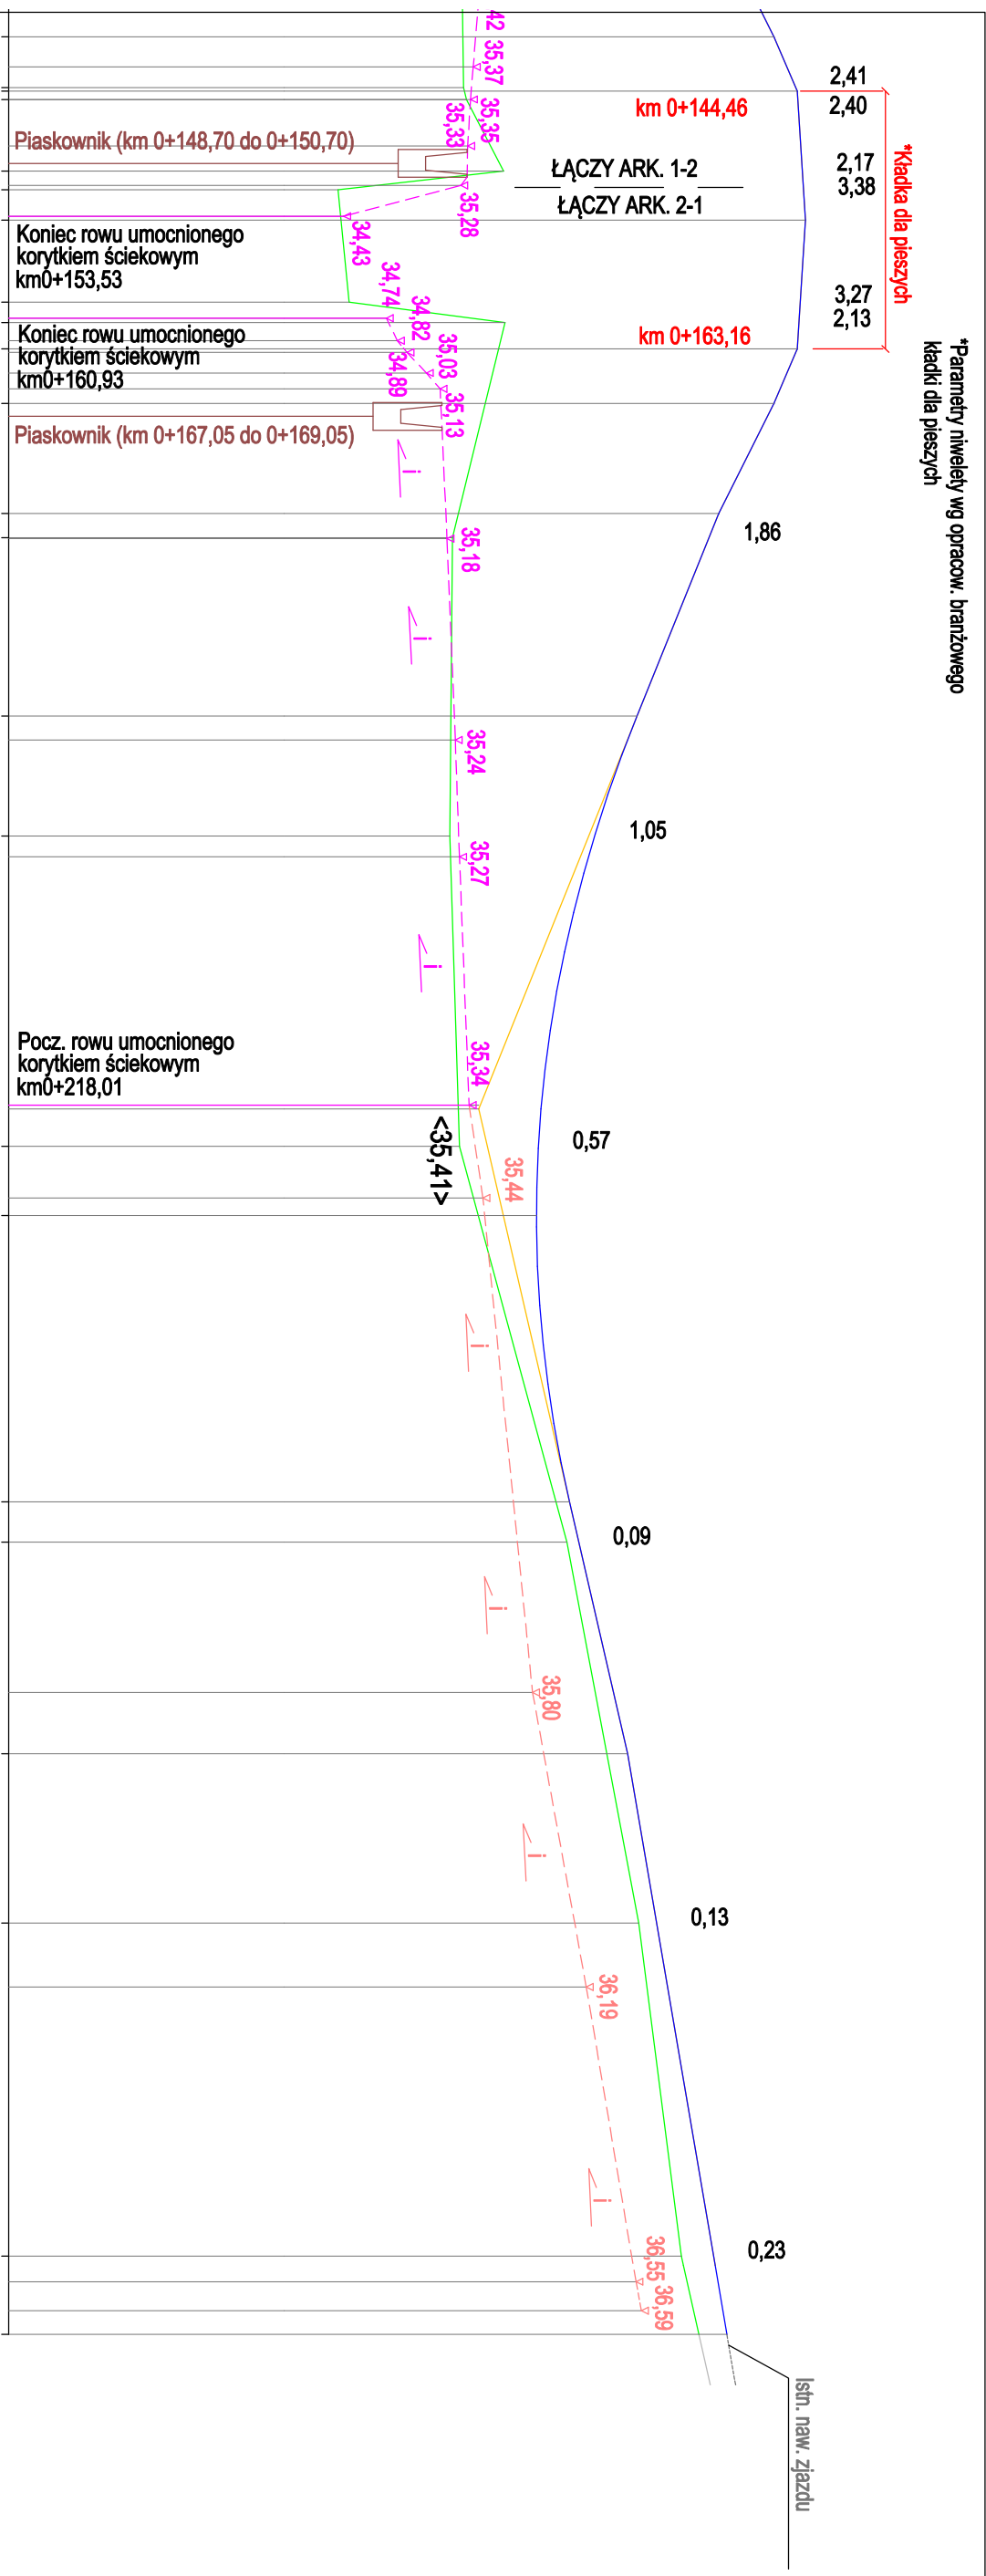 *Parametry niwelety wg opracow. branżowego
kładki dla pieszych
*Kładka dla pieszych
2,41
2,40
km 0+144,46
2,17
3,38
3,27
2,13
km 0+163,16
ŁĄCZY ARK. 1-2
ŁĄCZY ARK. 2-1
42
35,37
35,35
35,33
35,28
34,43
34,74
34,82
34,89
35,03
35,13
35,18
35,24
35,27
35,34
Piaskownik (km 0+148,70 do 0+150,70)
Koniec rowu umocnionego
korytkiem ściekowym
km0+153,53
Koniec rowu umocnionego
korytkiem ściekowym
km0+160,93
Piaskownik (km 0+167,05 do 0+169,05)
i
i
i
1,86
1,05
Pocz. rowu umocnionego
korytkiem ściekowym
km0+218,01
<35,41>
0,57
35,44
i
0,09
i
35,80
i
0,13
36,19
i
0,23
36,55
36,59
Istn. naw. zjazdu